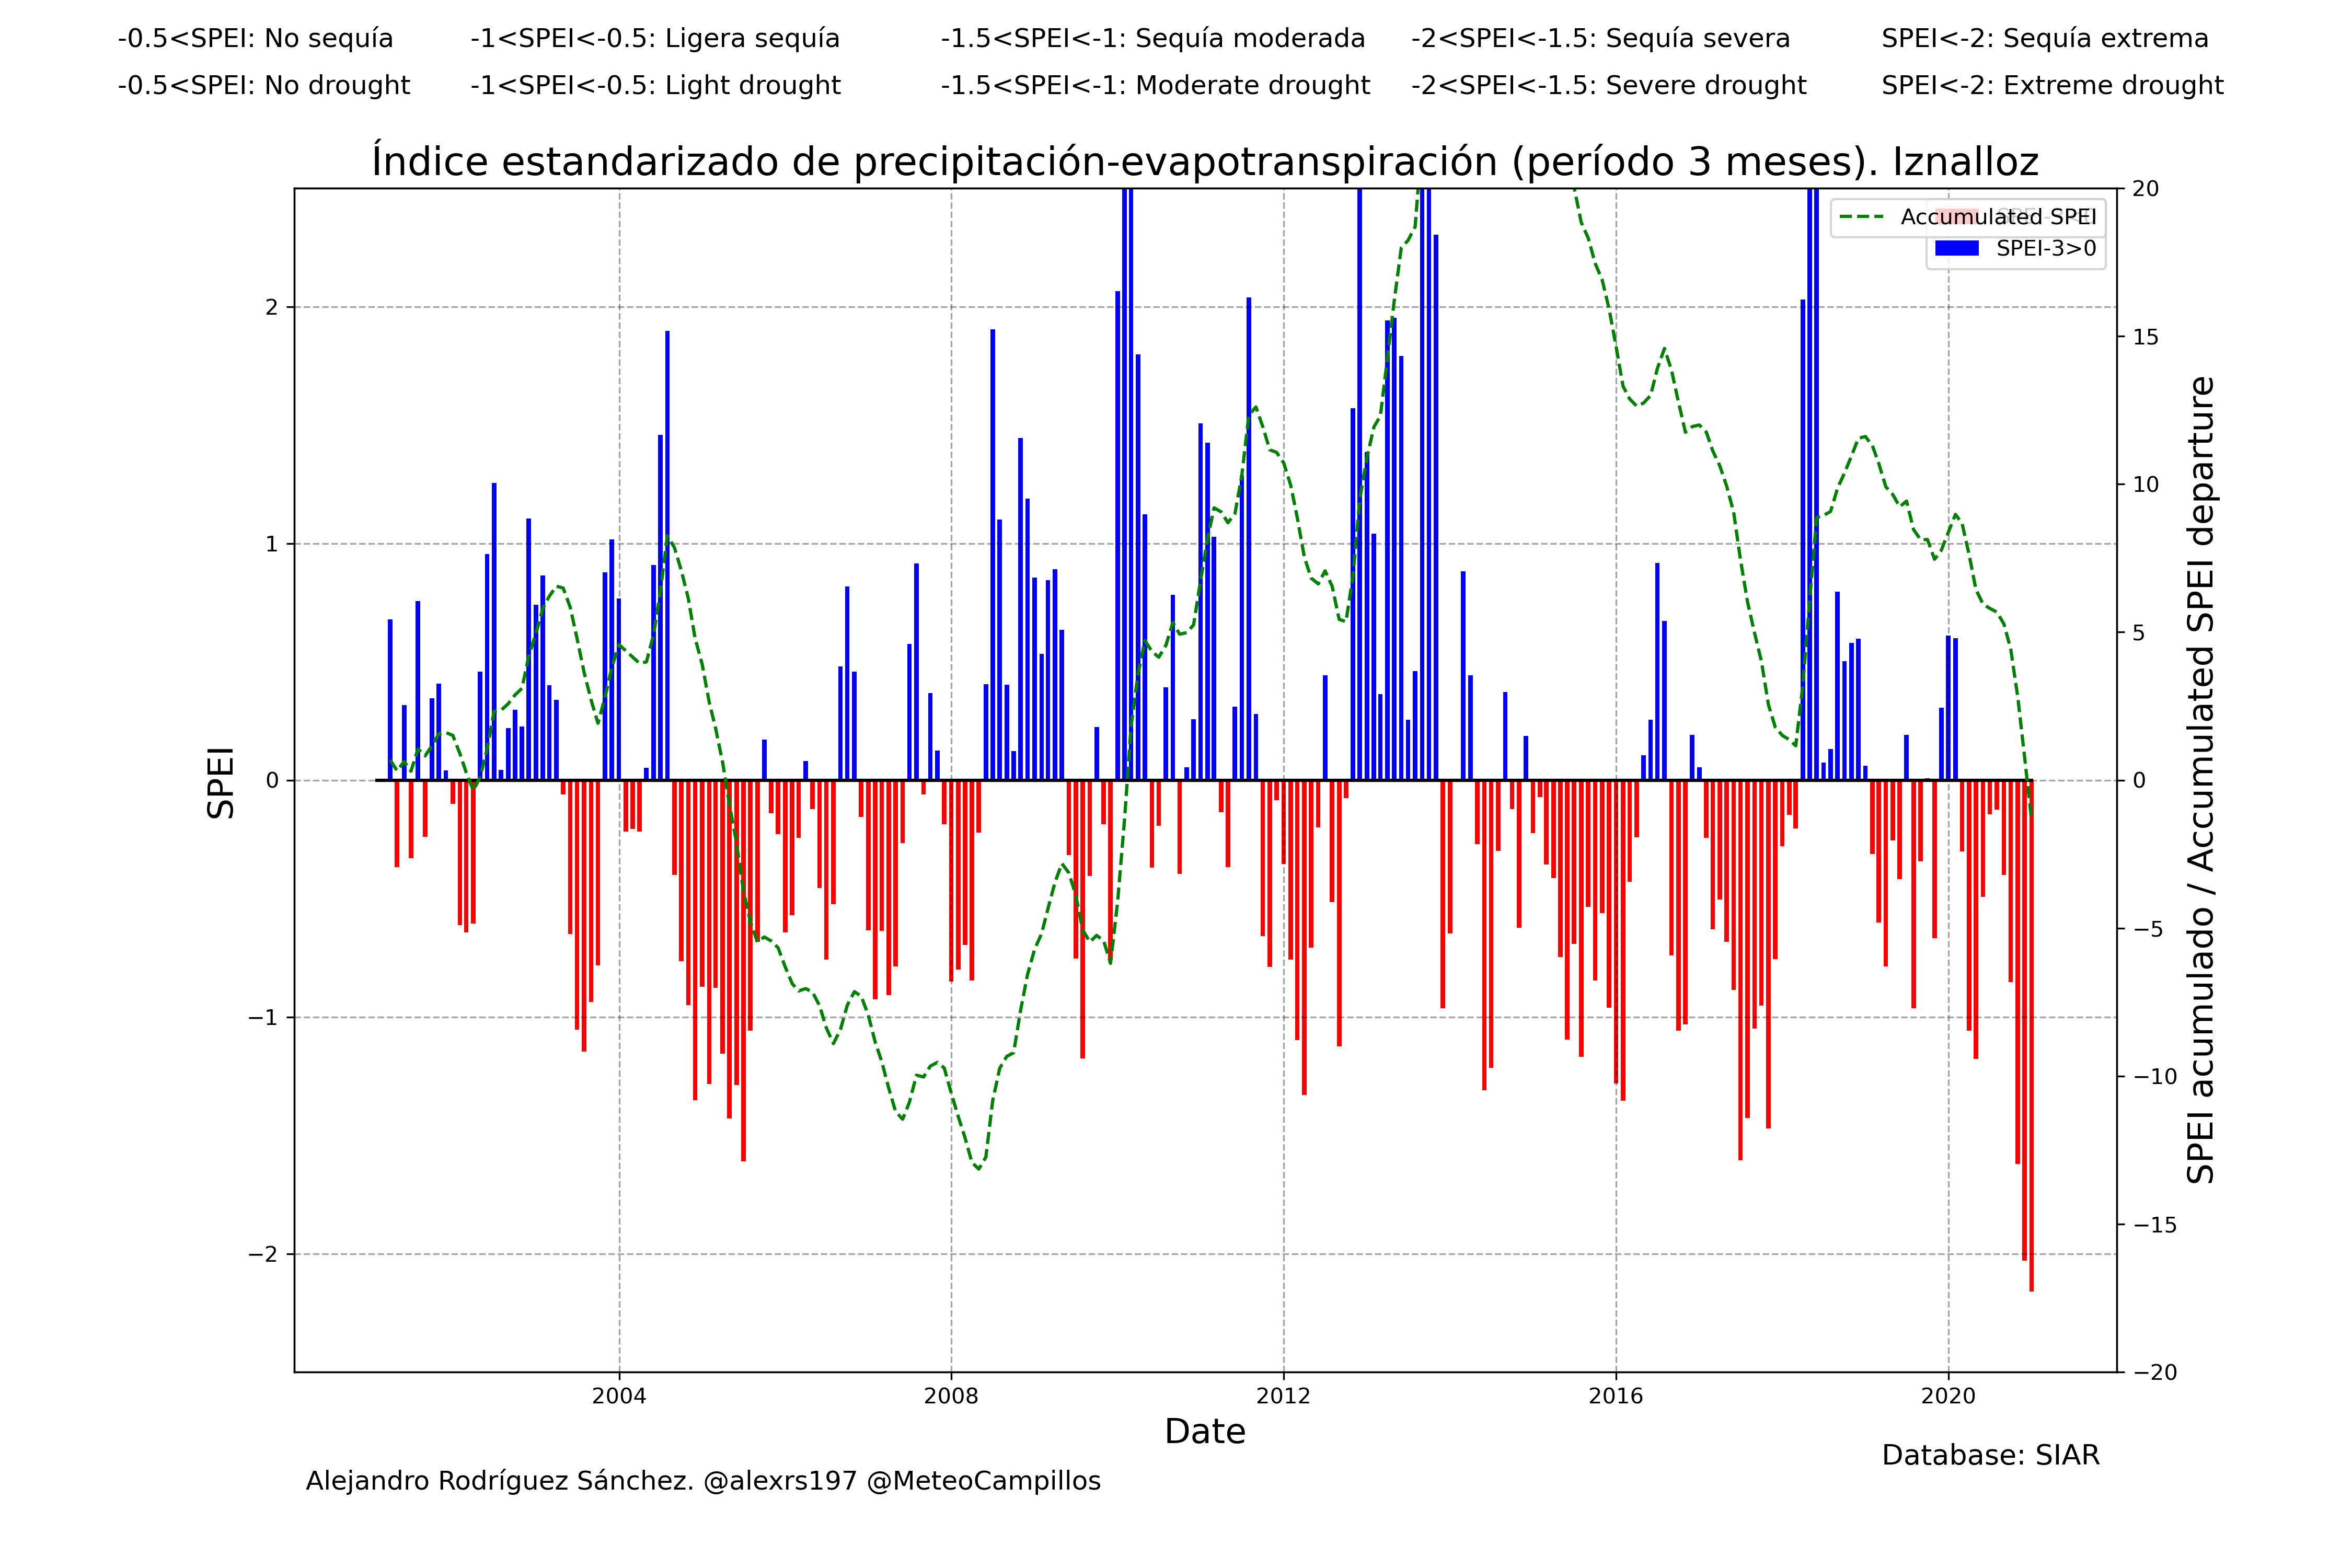 -0.5<SPEI: No sequía -1<SPEI<-0.5: Ligera sequía -1.5<SPEI<-1: Sequía moderada -2<SPEI<-1.5: Sequía severa SPEI<-2: Sequía extrema
-0.5<SPEI: No drought -1<SPEI<-0.5: Light drought -1.5<SPEI<-1: Moderate drought -2<SPEI<-1.5: Severe drought SPEI<-2: Extreme drought
Índice estandarizado de precipitación-evapotranspiración (período 3 meses). Iznalloz
Accumulated SPEI
SPEI-3>0
SPEI
2
1
0
−1
−2
20
15
10
5
0
−5
−10
−15
−20
SPEI acumulado / Accumulated SPEI departure
2004 2008 2012 2016 2020
Date
Database: SIAR
Alejandro Rodríguez Sánchez. @alexrs197 @MeteoCampillos